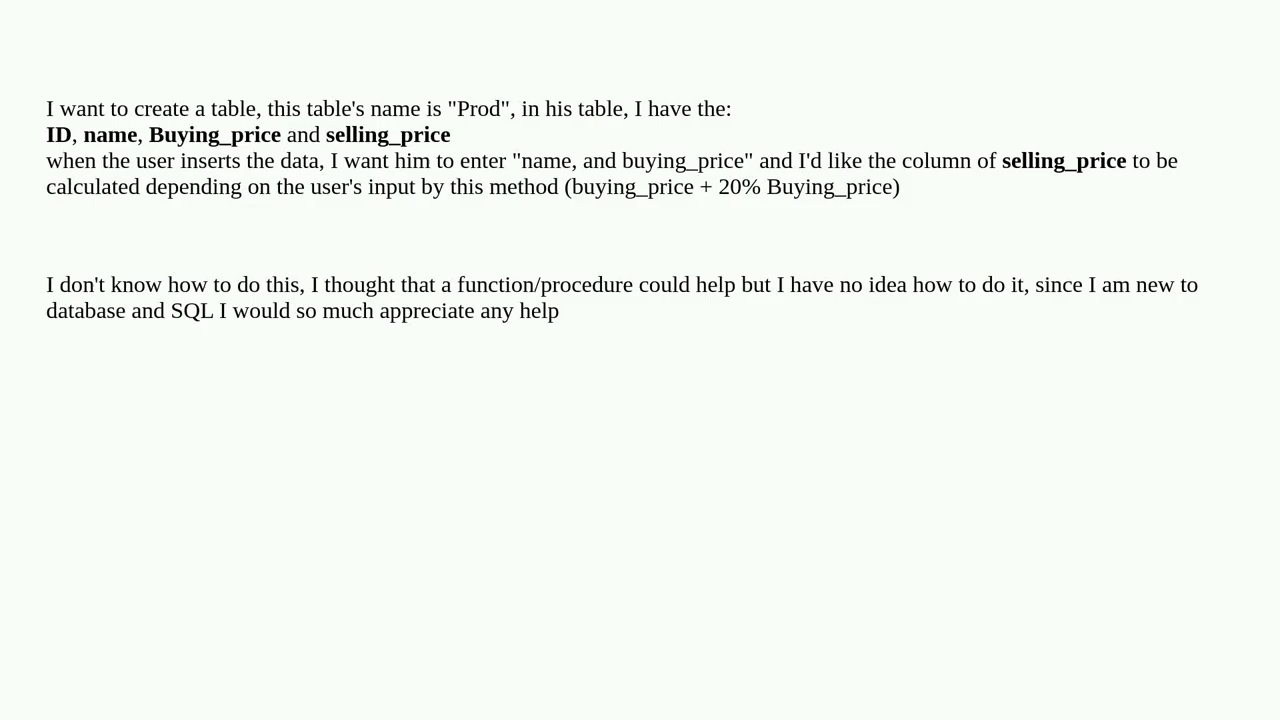 I want to create a table, this table's name is "Prod", in his table, I have the:
ID, name, Buying_price and selling_price
when the user inserts the data, I want him to enter "name, and buying_price" and I'd like the column of selling_price to be
calculated depending on the user's input by this method (buying_price + 20% Buying_price)
I don't know how to do this, I thought that a function/procedure could help but I have no idea how to do it, since I am new to
database and SQL I would so much appreciate any help